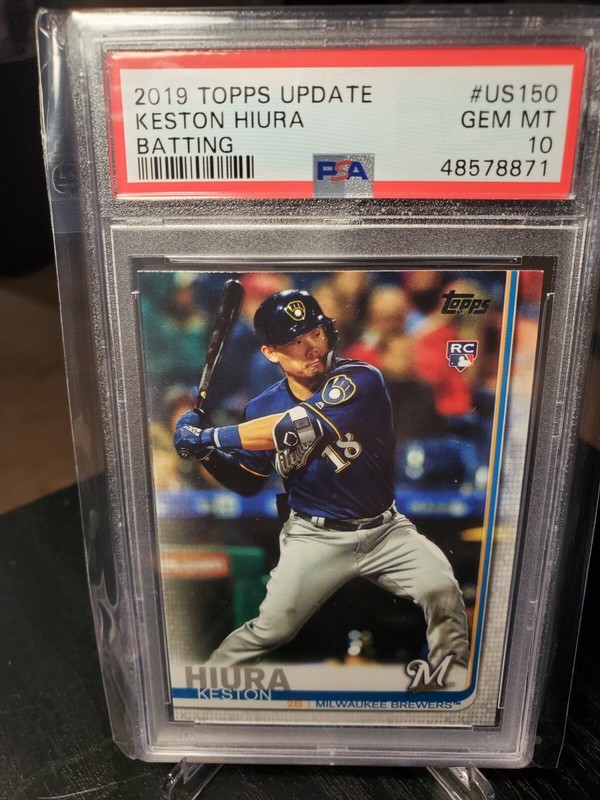 2019 TOPPS UPDATE #US150
KESTON HIURA GEM MT
BATTING 10
PSA 48578871
topps
RC
18
HIURA
KESTON
2B | MILWAUKEE BREWERS™
M